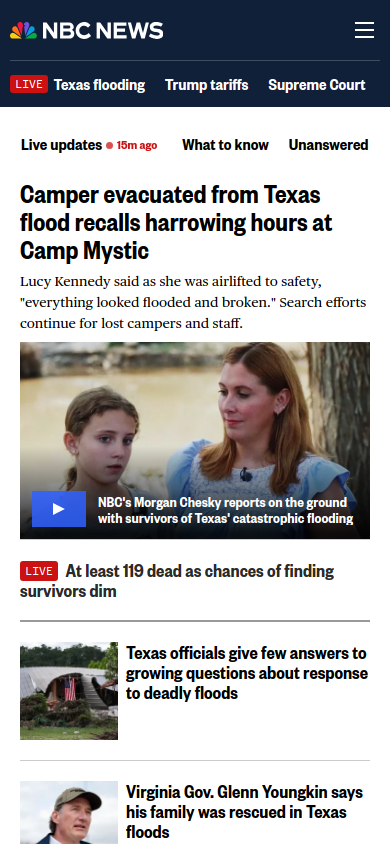 NBC NEWS
LIVE Texas flooding Trump tariffs Supreme Court
Live updates 15m ago What to know Unanswered
Camper evacuated from Texas
flood recalls harrowing hours at
Camp Mystic
Lucy Kennedy said as she was airlifted to safety,
"everything looked flooded and broken." Search efforts
continue for lost campers and staff.
NBC's Morgan Chesky reports on the ground
with survivors of Texas' catastrophic flooding
LIVE At least 119 dead as chances of finding
survivors dim
Texas officials give few answers to
growing questions about response
to deadly floods
Virginia Gov. Glenn Youngkin says
his family was rescued in Texas
floods